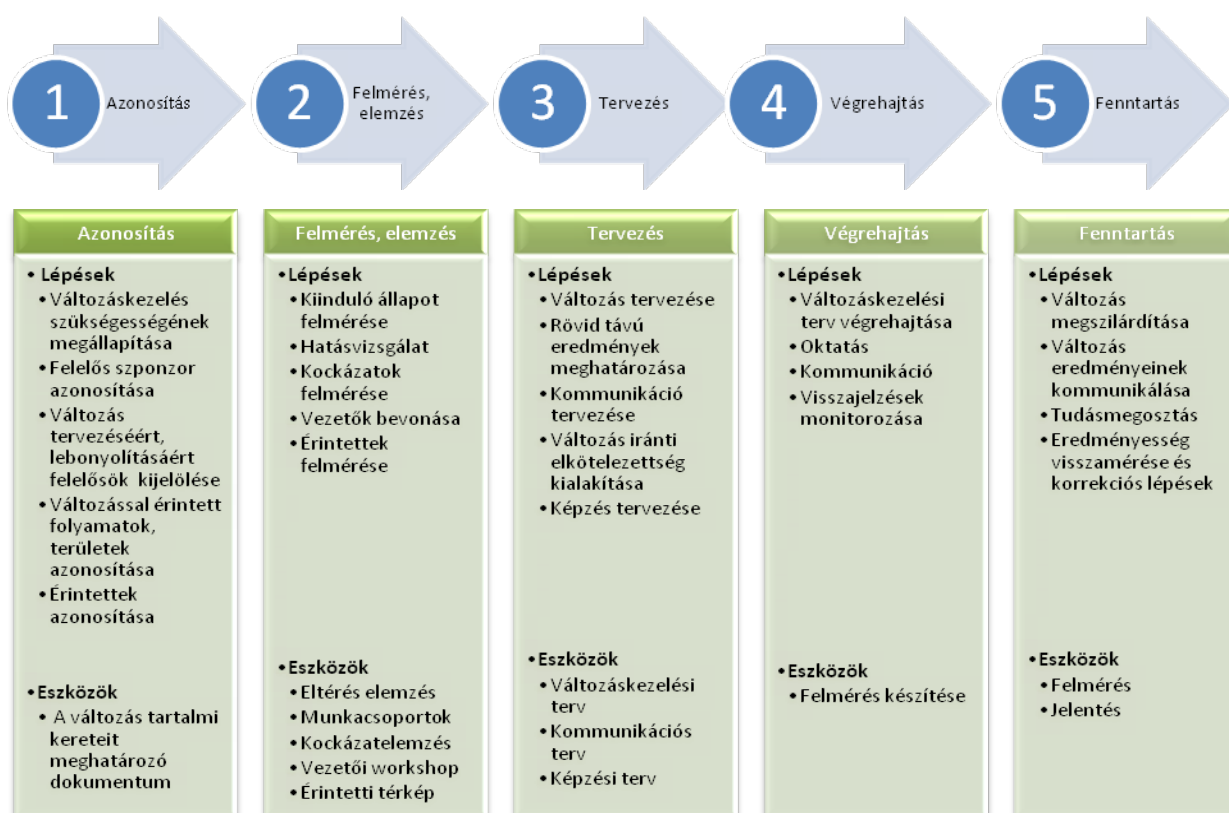 1
Azonosítás
2
Felmérés,
elemzés
3
Tervezés
4
Végrehajtás
5
Fenntartás
Azonosítás
• Lépések
• Változáskezelés
szükségességének
megállapítása
• Felelős szponzor
azonosítása
• Változás
tervezéséért,
lebonyolításáért
felelősök kijelölése
• Változással érintett
folyamatok,
területek
azonosítása
• Érintettek
azonosítása
• Eszközök
• A változás tartalmi
kereteit
meghatározó
dokumentum
Felmérés, elemzés
• Lépések
• Kiinduló állapot
felmérése
• Hatásvizsgálat
• Kockázatok
felmérése
• Vezetők bevonása
• Érintettek
felmérése
• Eszközök
• Eltérés elemzés
• Munkacsoportok
• Kockázatelemzés
• Vezetői workshop
• Érintetti térkép
Tervezés
• Lépések
• Változás tervezése
• Rövid távú
eredmények
meghatározása
• Kommunikáció
tervezése
• Változás iránti
elkötelezettség
kialakítása
• Képzés tervezése
• Eszközök
• Változáskezelési
terv
• Kommunikációs
terv
• Képzési terv
Végrehajtás
• Lépések
• Változáskezelési
terv végrehajtása
• Oktatás
• Kommunikáció
• Visszajelzések
monitorozása
• Eszközök
• Felmérés készítése
Fenntartás
• Lépések
• Változás
megszilárdítása
• Változás
eredményeinek
kommunikálása
• Tudásmegosztás
• Eredményesség
visszamérése és
korrekciós lépések
• Eszközök
• Felmérés
• Jelentés